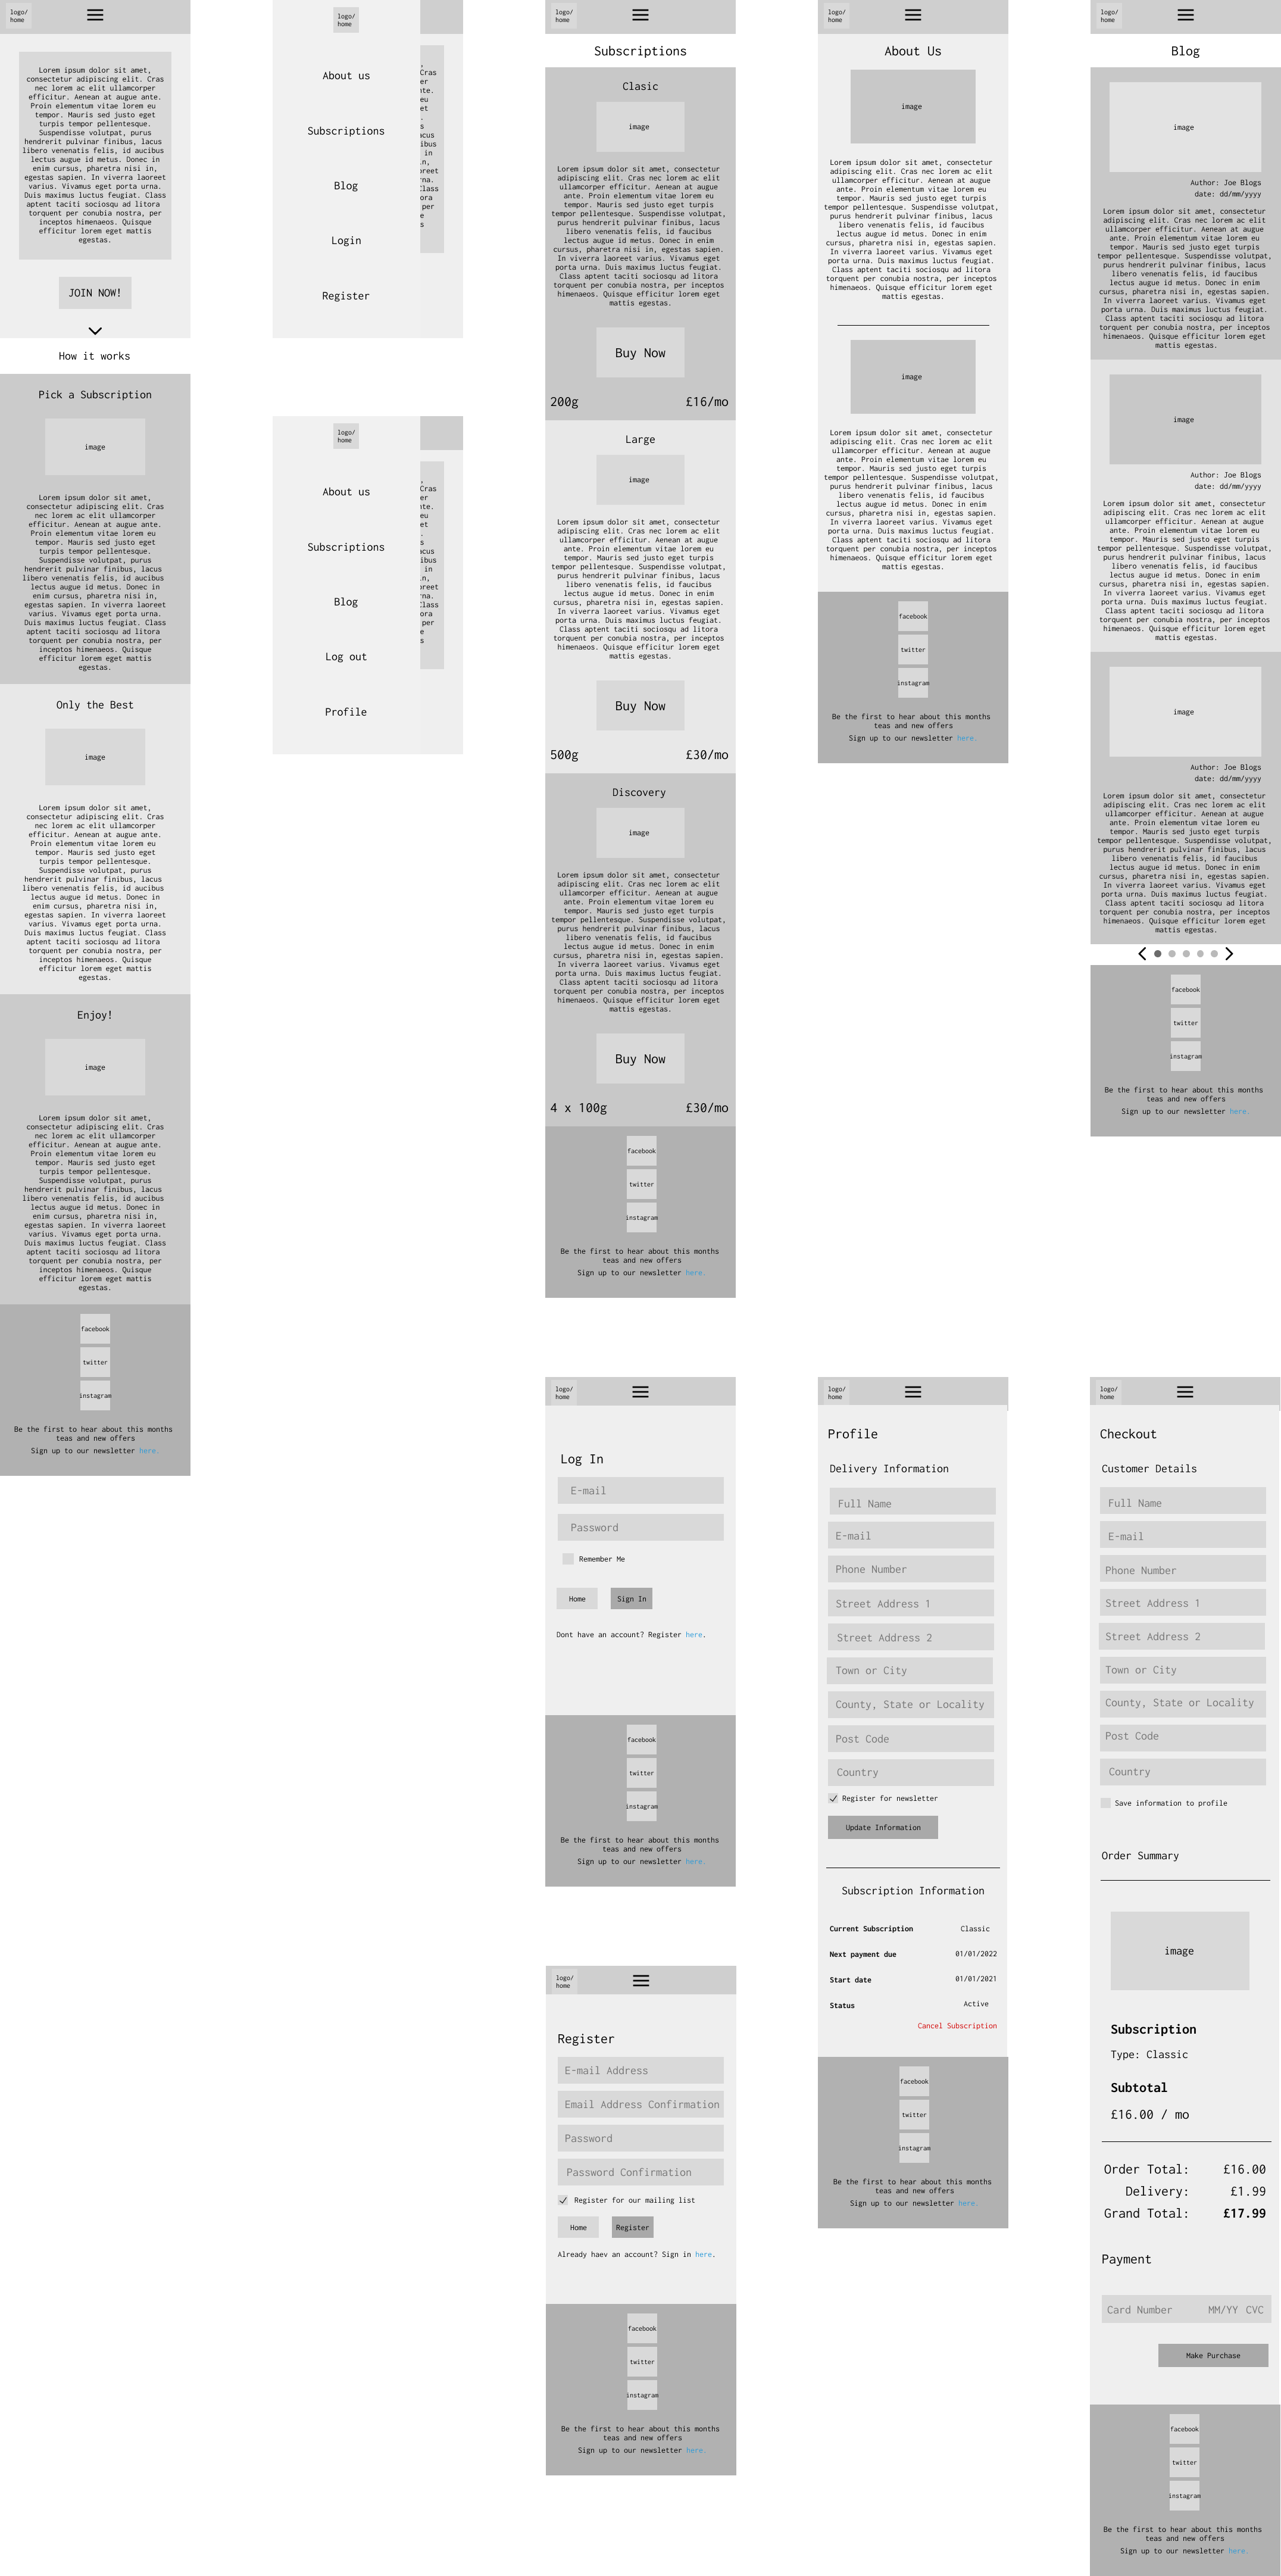 logo/
home
Lorem ipsum dolor sit amet,
consectetur adipiscing elit. Cras
nec lorem ac elit ullamcorper
efficitur. Aenean at augue ante.
Proin elementum vitae lorem eu
tempor. Mauris sed justo eget
turpis tempor pellentesque.
Suspendisse volutpat, purus
hendrerit pulvinar finibus, lacus
libero venenatis felis, id aucibus
lectus augue id metus. Donec in
enim cursus, pharetra nisi in,
egestas sapien. In viverra laoreet
varius. Vivamus eget porta urna.
Duis maximus luctus feugiat. Class
aptent taciti sociosqu ad litora
torquent per conubia nostra, per
inceptos himenaeos. Quisque
efficitur lorem eget mattis
egestas.
JOIN NOW!
How it works
Pick a Subscription
image
Lorem ipsum dolor sit amet,
consectetur adipiscing elit. Cras
nec lorem ac elit ullamcorper
efficitur. Aenean at augue ante.
Proin elementum vitae lorem eu
tempor. Mauris sed justo eget
turpis tempor pellentesque.
Suspendisse volutpat, purus
hendrerit pulvinar finibus, lacus
libero venenatis felis, id aucibus
lectus augue id metus. Donec in
enim cursus, pharetra nisi in,
egestas sapien. In viverra laoreet
varius. Vivamus eget porta urna.
Duis maximus luctus feugiat. Class
aptent taciti sociosqu ad litora
torquent per conubia nostra, per
inceptos himenaeos. Quisque
efficitur lorem eget mattis
egestas.
Only the Best
image
Lorem ipsum dolor sit amet,
consectetur adipiscing elit. Cras
nec lorem ac elit ullamcorper
efficitur. Aenean at augue ante.
Proin elementum vitae lorem eu
tempor. Mauris sed justo eget
turpis tempor pellentesque.
Suspendisse volutpat, purus
hendrerit pulvinar finibus, lacus
libero venenatis felis, id aucibus
lectus augue id metus. Donec in
enim cursus, pharetra nisi in,
egestas sapien. In viverra laoreet
varius. Vivamus eget porta urna.
Duis maximus luctus feugiat. Class
aptent taciti sociosqu ad litora
torquent per conubia nostra, per
inceptos himenaeos. Quisque
efficitur lorem eget mattis
egestas.
Enjoy!
image
Lorem ipsum dolor sit amet,
consectetur adipiscing elit. Cras
nec lorem ac elit ullamcorper
efficitur. Aenean at augue ante.
Proin elementum vitae lorem eu
tempor. Mauris sed justo eget
turpis tempor pellentesque.
Suspendisse volutpat, purus
hendrerit pulvinar finibus, lacus
libero venenatis felis, id aucibus
lectus augue id metus. Donec in
enim cursus, pharetra nisi in,
egestas sapien. In viverra laoreet
varius. Vivamus eget porta urna.
Duis maximus luctus feugiat. Class
aptent taciti sociosqu ad litora
torquent per conubia nostra, per
inceptos himenaeos. Quisque
efficitur lorem eget mattis
egestas.
facebook
twitter
instagram
Be the first to hear about this months
teas and new offers
Sign up to our newsletter here.
logo/
home
About us
Subscriptions
Blog
Login
Register
logo/
home
About us
Subscriptions
Blog
Log out
Profile
logo/
home
Subscriptions
Clasic
image
Lorem ipsum dolor sit amet, consectetur
adipiscing elit. Cras nec lorem ac elit
ullamcorper efficitur. Aenean at augue
ante. Proin elementum vitae lorem eu
tempor. Mauris sed justo eget turpis
tempor pellentesque. Suspendisse volutpat,
purus hendrerit pulvinar finibus, lacus
libero venenatis felis, id faucibus
lectus augue id metus. Donec in enim
cursus, pharetra nisi in, egestas sapien.
In viverra laoreet varius. Vivamus eget
porta urna. Duis maximus luctus feugiat.
Class aptent taciti sociosqu ad litora
torquent per conubia nostra, per inceptos
himenaeos. Quisque efficitur lorem eget
mattis egestas.
Buy Now
200g £16/mo
Large
image
Lorem ipsum dolor sit amet, consectetur
adipiscing elit. Cras nec lorem ac elit
ullamcorper efficitur. Aenean at augue
ante. Proin elementum vitae lorem eu
tempor. Mauris sed justo eget turpis
tempor pellentesque. Suspendisse volutpat,
purus hendrerit pulvinar finibus, lacus
libero venenatis felis, id faucibus
lectus augue id metus. Donec in enim
cursus, pharetra nisi in, egestas sapien.
In viverra laoreet varius. Vivamus eget
porta urna. Duis maximus luctus feugiat.
Class aptent taciti sociosqu ad litora
torquent per conubia nostra, per inceptos
himenaeos. Quisque efficitur lorem eget
mattis egestas.
Buy Now
500g £30/mo
Discovery
image
Lorem ipsum dolor sit amet, consectetur
adipiscing elit. Cras nec lorem ac elit
ullamcorper efficitur. Aenean at augue
ante. Proin elementum vitae lorem eu
tempor. Mauris sed justo eget turpis
tempor pellentesque. Suspendisse volutpat,
purus hendrerit pulvinar finibus, lacus
libero venenatis felis, id faucibus
lectus augue id metus. Donec in enim
cursus, pharetra nisi in, egestas sapien.
In viverra laoreet varius. Vivamus eget
porta urna. Duis maximus luctus feugiat.
Class aptent taciti sociosqu ad litora
torquent per conubia nostra, per inceptos
himenaeos. Quisque efficitur lorem eget
mattis egestas.
Buy Now
4 x 100g £30/mo
facebook
twitter
instagram
Be the first to hear about this months
teas and new offers
Sign up to our newsletter here.
logo/
home
About Us
image
Lorem ipsum dolor sit amet, consectetur
adipiscing elit. Cras nec lorem ac elit
ullamcorper efficitur. Aenean at augue
ante. Proin elementum vitae lorem eu
tempor. Mauris sed justo eget turpis
tempor pellentesque. Suspendisse volutpat,
purus hendrerit pulvinar finibus, lacus
libero venenatis felis, id faucibus
lectus augue id metus. Donec in enim
cursus, pharetra nisi in, egestas sapien.
In viverra laoreet varius. Vivamus eget
porta urna. Duis maximus luctus feugiat.
Class aptent taciti sociosqu ad litora
torquent per conubia nostra, per inceptos
himenaeos. Quisque efficitur lorem eget
mattis egestas.
image
Lorem ipsum dolor sit amet, consectetur
adipiscing elit. Cras nec lorem ac elit
ullamcorper efficitur. Aenean at augue
ante. Proin elementum vitae lorem eu
tempor. Mauris sed justo eget turpis
tempor pellentesque. Suspendisse volutpat,
purus hendrerit pulvinar finibus, lacus
libero venenatis felis, id faucibus
lectus augue id metus. Donec in enim
cursus, pharetra nisi in, egestas sapien.
In viverra laoreet varius. Vivamus eget
porta urna. Duis maximus luctus feugiat.
Class aptent taciti sociosqu ad litora
torquent per conubia nostra, per inceptos
himenaeos. Quisque efficitur lorem eget
mattis egestas.
facebook
twitter
instagram
Be the first to hear about this months
teas and new offers
Sign up to our newsletter here.
logo/
home
Blog
image
Author: Joe Blogs
date: dd/mm/yyyy
Lorem ipsum dolor sit amet, consectetur
adipiscing elit. Cras nec lorem ac elit
ullamcorper efficitur. Aenean at augue
ante. Proin elementum vitae lorem eu
tempor. Mauris sed justo eget turpis
tempor pellentesque. Suspendisse volutpat,
purus hendrerit pulvinar finibus, lacus
libero venenatis felis, id faucibus
lectus augue id metus. Donec in enim
cursus, pharetra nisi in, egestas sapien.
In viverra laoreet varius. Vivamus eget
porta urna. Duis maximus luctus feugiat.
Class aptent taciti sociosqu ad litora
torquent per conubia nostra, per inceptos
himenaeos. Quisque efficitur lorem eget
mattis egestas.
image
Author: Joe Blogs
date: dd/mm/yyyy
Lorem ipsum dolor sit amet, consectetur
adipiscing elit. Cras nec lorem ac elit
ullamcorper efficitur. Aenean at augue
ante. Proin elementum vitae lorem eu
tempor. Mauris sed justo eget turpis
tempor pellentesque. Suspendisse volutpat,
purus hendrerit pulvinar finibus, lacus
libero venenatis felis, id faucibus
lectus augue id metus. Donec in enim
cursus, pharetra nisi in, egestas sapien.
In viverra laoreet varius. Vivamus eget
porta urna. Duis maximus luctus feugiat.
Class aptent taciti sociosqu ad litora
torquent per conubia nostra, per inceptos
himenaeos. Quisque efficitur lorem eget
mattis egestas.
image
Author: Joe Blogs
date: dd/mm/yyyy
Lorem ipsum dolor sit amet, consectetur
adipiscing elit. Cras nec lorem ac elit
ullamcorper efficitur. Aenean at augue
ante. Proin elementum vitae lorem eu
tempor. Mauris sed justo eget turpis
tempor pellentesque. Suspendisse volutpat,
purus hendrerit pulvinar finibus, lacus
libero venenatis felis, id faucibus
lectus augue id metus. Donec in enim
cursus, pharetra nisi in, egestas sapien.
In viverra laoreet varius. Vivamus eget
porta urna. Duis maximus luctus feugiat.
Class aptent taciti sociosqu ad litora
torquent per conubia nostra, per inceptos
himenaeos. Quisque efficitur lorem eget
mattis egestas.
facebook
twitter
instagram
Be the first to hear about this months
teas and new offers
Sign up to our newsletter here.
logo/
home
Log In
E-mail
Password
Remember Me
Home Sign In
Dont have an account? Register here.
facebook
twitter
instagram
Be the first to hear about this months
teas and new offers
Sign up to our newsletter here.
logo/
home
Register
E-mail Address
Email Address Confirmation
Password
Password Confirmation
Register for our mailing list
Home Register
Already haev an account? Sign in here.
facebook
twitter
instagram
Be the first to hear about this months
teas and new offers
Sign up to our newsletter here.
logo/
home
Profile
Delivery Information
Full Name
E-mail
Phone Number
Street Address 1
Street Address 2
Town or City
County, State or Locality
Post Code
Country
Register for newsletter
Update Information
Subscription Information
Current Subscription Classic
Next payment due 01/01/2022
Start date 01/01/2021
Status Active
Cancel Subscription
facebook
twitter
instagram
Be the first to hear about this months
teas and new offers
Sign up to our newsletter here.
logo/
home
Checkout
Customer Details
Full Name
E-mail
Phone Number
Street Address 1
Street Address 2
Town or City
County, State or Locality
Post Code
Country
Save information to profile
Order Summary
image
Subscription
Type: Classic
Subtotal
£16.00 / mo
Order Total: £16.00
Delivery: £1.99
Grand Total: £17.99
Payment
Card Number MM/YY CVC
Make Purchase
facebook
twitter
instagram
Be the first to hear about this months
teas and new offers
Sign up to our newsletter here.